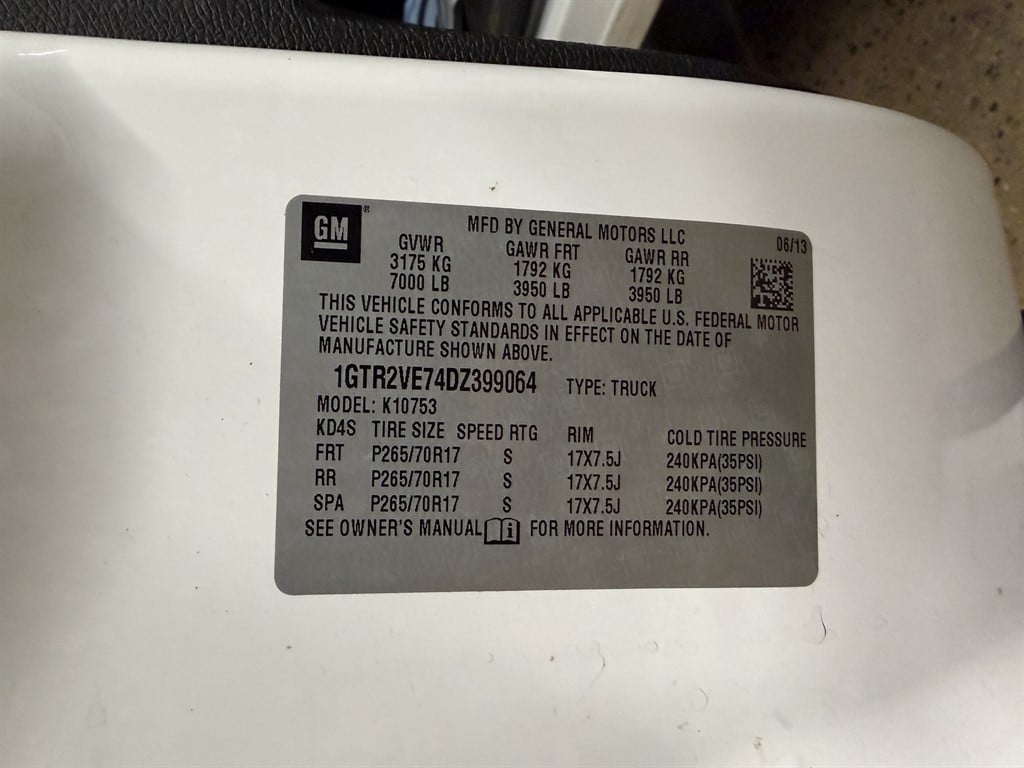 GM® MFD BY GENERAL MOTORS LLC 06/13
GVWR GAWR FRT GAWR RR
3175 KG 1792 KG 1792 KG
7000 LB 3950 LB 3950 LB
THIS VEHICLE CONFORMS TO ALL APPLICABLE U.S. FEDERAL MOTOR
VEHICLE SAFETY STANDARDS IN EFFECT ON THE DATE OF
MANUFACTURE SHOWN ABOVE.
1GTR2VE74DZ399064 TYPE: TRUCK
MODEL: K10753
KD4S TIRE SIZE SPEED RTG RIM COLD TIRE PRESSURE
FRT P265/70R17 S 17X7.5J 240KPA(35PSI)
RR P265/70R17 S 17X7.5J 240KPA(35PSI)
SPA P265/70R17 S 17X7.5J 240KPA(35PSI)
SEE OWNER'S MANUAL i FOR MORE INFORMATION.